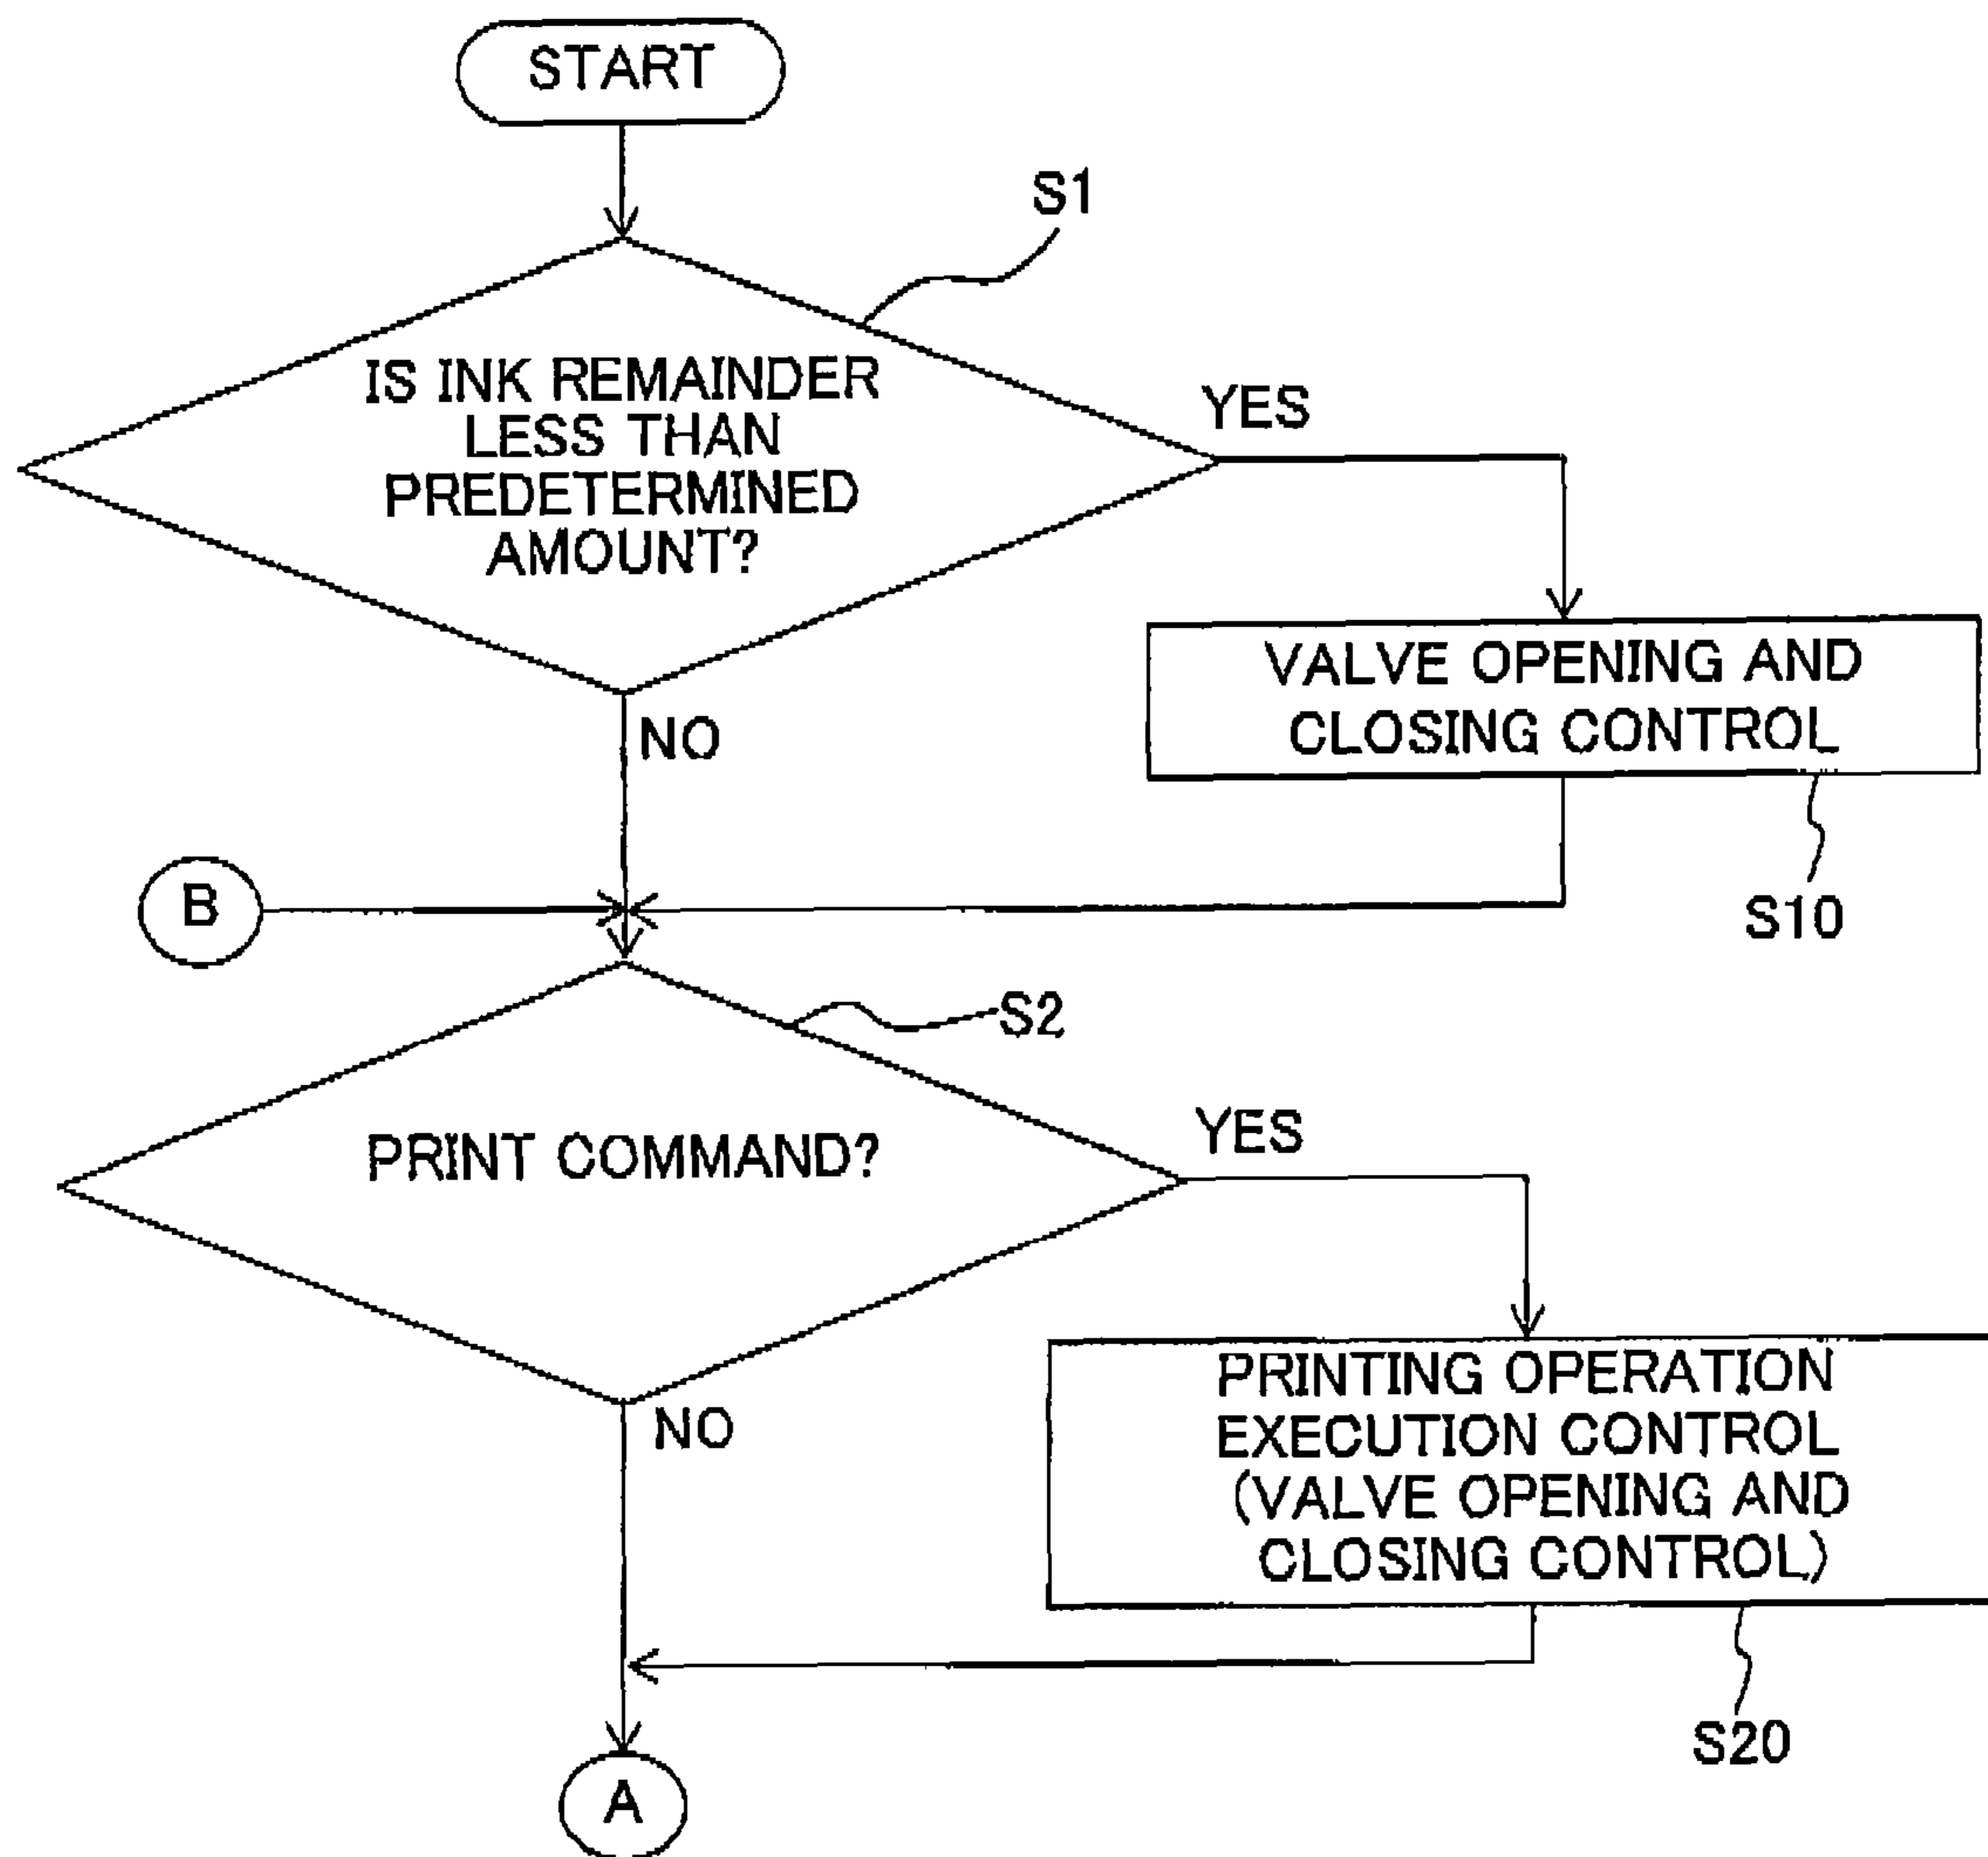 START
S1
IS INK REMAINDER
LESS THAN
PREDETERMINED
AMOUNT?
YES
VALVE OPENING AND
CLOSING CONTROL
NO
B
S10
S2
PRINT COMMAND?
YES
NO
PRINTING OPERATION
EXECUTION CONTROL
(VALVE OPENING AND
CLOSING CONTROL)
S20
A